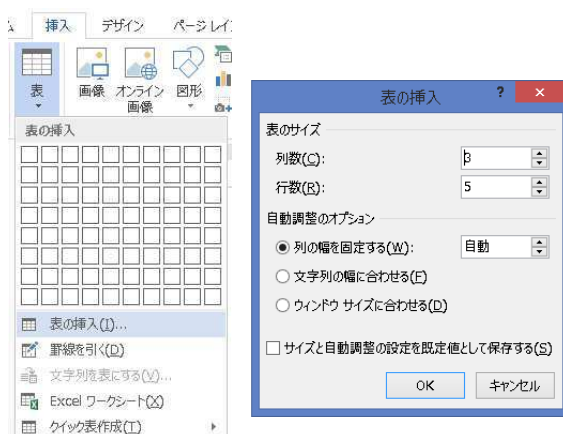 挿入 デザイン ページ レイ
表 画像 オンライン 図形
画像
表の挿入
表の挿入(I)...
罫線を引く(D)
文字列を表にする(V)...
Excel ワークシート(X)
クイック表作成(T)
表の挿入 ? ×
表のサイズ
列数(C): 3
行数(R): 5
自動調整のオプション
列の幅を固定する(W): 自動
文字列の幅に合わせる(F)
ウィンドウ サイズに合わせる(D)
サイズと自動調整の設定を既定値として保存する(S)
OK キャンセル